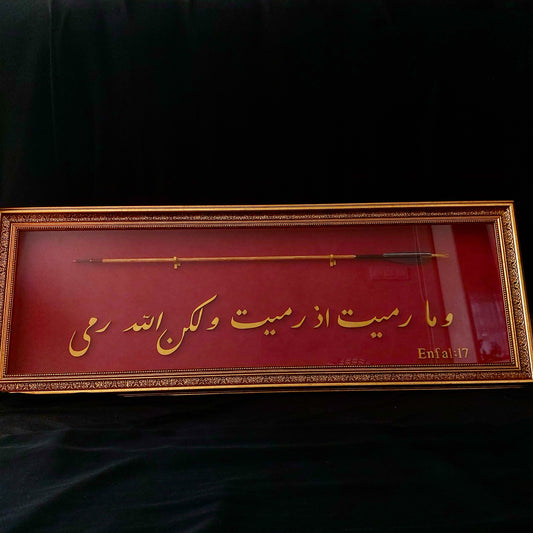 وما رميت اذ رميت ولكن الله رمى
Enfal-17